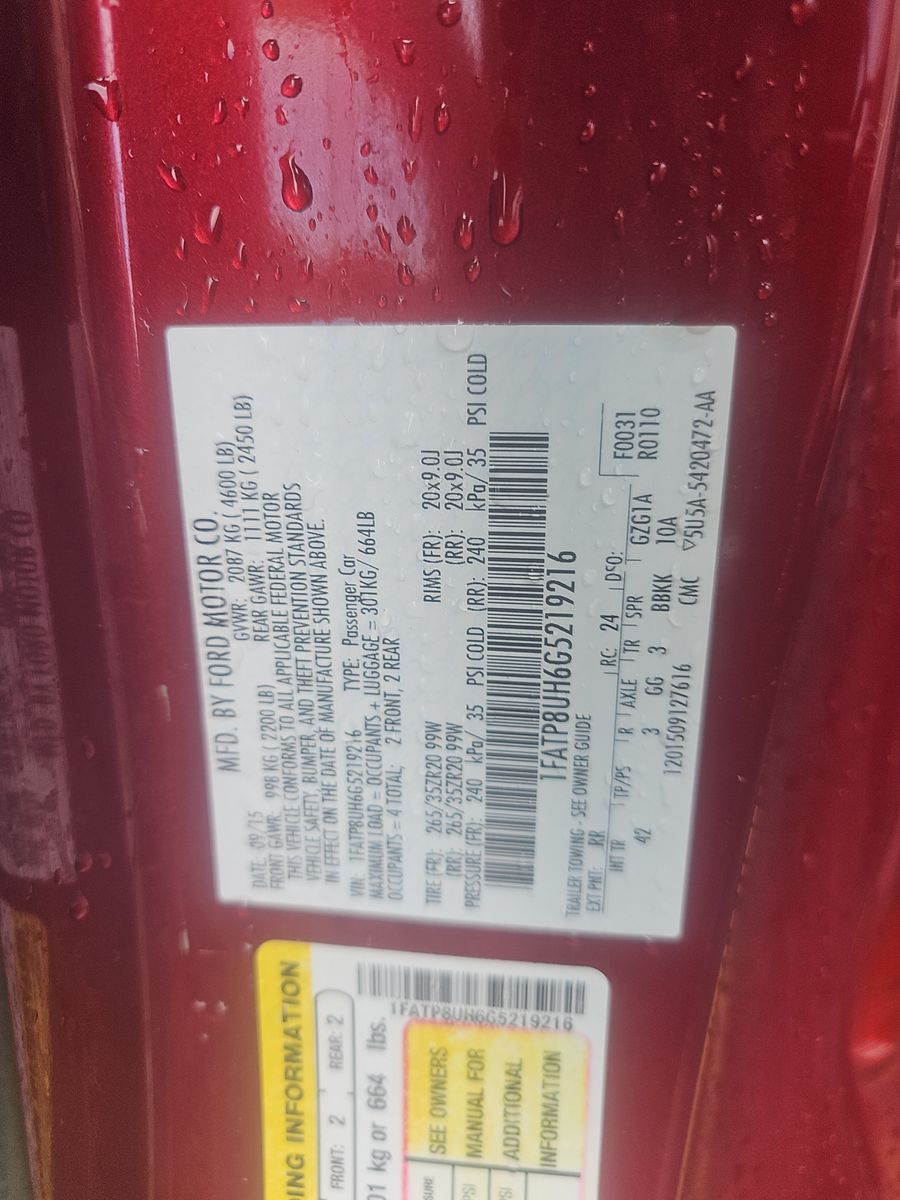 MFD. BY FORD MOTOR CO.
DATE: 09/15 GVWR: 2087 KG ( 4600 LB)
FRONT GAWR: 998 KG ( 2200 LB) REAR GAWR: 1111 KG ( 2450 LB)
THIS VEHICLE CONFORMS TO ALL APPLICABLE FEDERAL MOTOR
VEHICLE SAFETY, BUMPER, AND THEFT PREVENTION STANDARDS
IN EFFECT ON THE DATE OF MANUFACTURE SHOWN ABOVE.
VIN: 1FATP8UH6G5219216 TYPE: Passenger Car
MAXIMUM LOAD = OCCUPANTS + LUGGAGE = 301KG/ 664LB
OCCUPANTS = 4 TOTAL: 2 FRONT, 2 REAR
TIRE (FR): 265/35ZR20 99W RIMS (FR): 20x9.0J
(RR): 265/35ZR20 99W (RR): 20x9.0J
PRESSURE (FR): 240 kPa/ 35 PSI COLD (RR): 240 kPa/ 35 PSI COLD
1FATP8UH6G5219216
TRAILER TOWING - SEE OWNER GUIDE
EXT PNT: RR RC: 24 DSO: F0031
INT TR TP/PS R AXLE TR SPR GZG1A R0110
42 3 GG 3 BBKK 10A
1201509127616 CMC ▽5U5A-5420472-AA
ING INFORMATION
FRONT: 2 REAR: 2
01 kg or 664 lbs.
1FATP8UH6G5219216
SEE OWNERS
MANUAL FOR
ADDITIONAL
INFORMATION
PSI
PSI